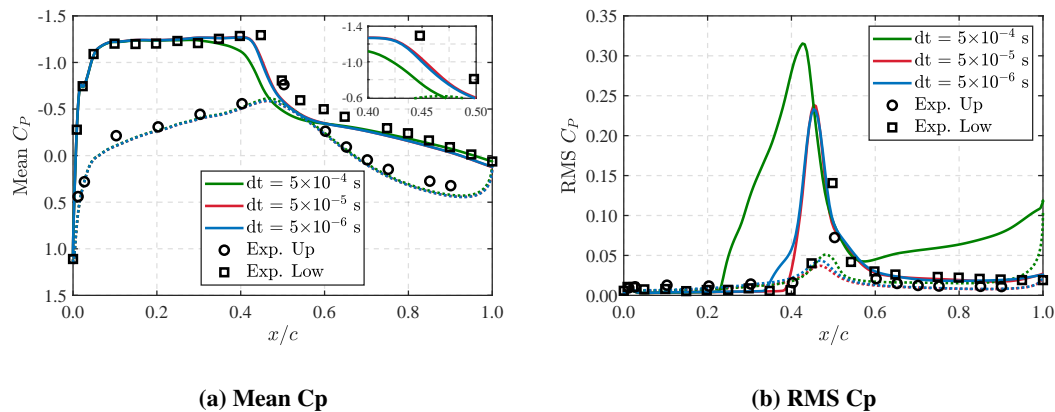 -1.5
-1.0
-0.5
0.0
0.5
1.0
1.5
Mean C_P
0.0
0.2
0.4
0.6
0.8
1.0
x/c
-1.4
-1.2
-1.0
-0.8
-0.6
0.40
0.45
0.50
dt = 5×10⁻⁴ s
dt = 5×10⁻⁵ s
dt = 5×10⁻⁶ s
Exp. Up
Exp. Low
(a) Mean Cp
0.35
0.30
0.25
0.20
0.15
0.10
0.05
0.00
RMS C_P
0.0
0.2
0.4
0.6
0.8
1.0
x/c
dt = 5×10⁻⁴ s
dt = 5×10⁻⁵ s
dt = 5×10⁻⁶ s
Exp. Up
Exp. Low
(b) RMS Cp